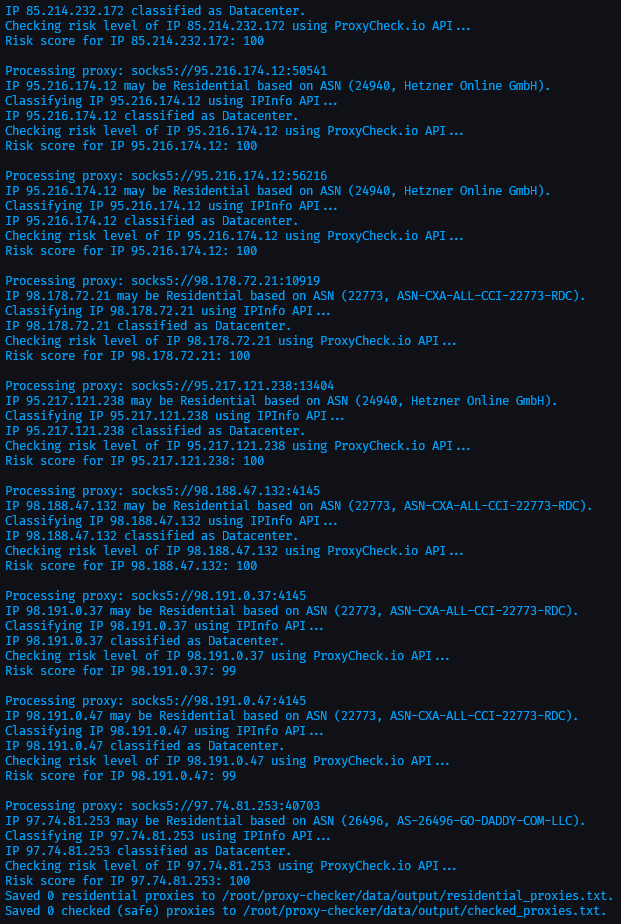 IP 85.214.232.172 classified as Datacenter.
Checking risk level of IP 85.214.232.172 using ProxyCheck.io API...
Risk score for IP 85.214.232.172: 100
Processing proxy: socks5://95.216.174.12:50541
IP 95.216.174.12 may be Residential based on ASN (24940, Hetzner Online GmbH).
Classifying IP 95.216.174.12 using IPInfo API...
IP 95.216.174.12 classified as Datacenter.
Checking risk level of IP 95.216.174.12 using ProxyCheck.io API...
Risk score for IP 95.216.174.12: 100
Processing proxy: socks5://95.216.174.12:56216
IP 95.216.174.12 may be Residential based on ASN (24940, Hetzner Online GmbH).
Classifying IP 95.216.174.12 using IPInfo API...
IP 95.216.174.12 classified as Datacenter.
Checking risk level of IP 95.216.174.12 using ProxyCheck.io API...
Risk score for IP 95.216.174.12: 100
Processing proxy: socks5://98.178.72.21:10919
IP 98.178.72.21 may be Residential based on ASN (22773, ASN-CXA-ALL-CCI-22773-RDC).
Classifying IP 98.178.72.21 using IPInfo API...
IP 98.178.72.21 classified as Datacenter.
Checking risk level of IP 98.178.72.21 using ProxyCheck.io API...
Risk score for IP 98.178.72.21: 100
Processing proxy: socks5://95.217.121.238:13404
IP 95.217.121.238 may be Residential based on ASN (24940, Hetzner Online GmbH).
Classifying IP 95.217.121.238 using IPInfo API...
IP 95.217.121.238 classified as Datacenter.
Checking risk level of IP 95.217.121.238 using ProxyCheck.io API...
Risk score for IP 95.217.121.238: 100
Processing proxy: socks5://98.188.47.132:4145
IP 98.188.47.132 may be Residential based on ASN (22773, ASN-CXA-ALL-CCI-22773-RDC).
Classifying IP 98.188.47.132 using IPInfo API...
IP 98.188.47.132 classified as Datacenter.
Checking risk level of IP 98.188.47.132 using ProxyCheck.io API...
Risk score for IP 98.188.47.132: 100
Processing proxy: socks5://98.191.0.37:4145
IP 98.191.0.37 may be Residential based on ASN (22773, ASN-CXA-ALL-CCI-22773-RDC).
Classifying IP 98.191.0.37 using IPInfo API...
IP 98.191.0.37 classified as Datacenter.
Checking risk level of IP 98.191.0.37 using ProxyCheck.io API...
Risk score for IP 98.191.0.37: 99
Processing proxy: socks5://98.191.0.47:4145
IP 98.191.0.47 may be Residential based on ASN (22773, ASN-CXA-ALL-CCI-22773-RDC).
Classifying IP 98.191.0.47 using IPInfo API...
IP 98.191.0.47 classified as Datacenter.
Checking risk level of IP 98.191.0.47 using ProxyCheck.io API...
Risk score for IP 98.191.0.47: 99
Processing proxy: socks5://97.74.81.253:40703
IP 97.74.81.253 may be Residential based on ASN (26496, AS-26496-GO-DADDY-COM-LLC).
Classifying IP 97.74.81.253 using IPInfo API...
IP 97.74.81.253 classified as Datacenter.
Checking risk level of IP 97.74.81.253 using ProxyCheck.io API...
Risk score for IP 97.74.81.253: 100
Saved 0 residential proxies to /root/proxy-checker/data/output/residential_proxies.txt.
Saved 0 checked (safe) proxies to /root/proxy-checker/data/output/checked_proxies.txt.